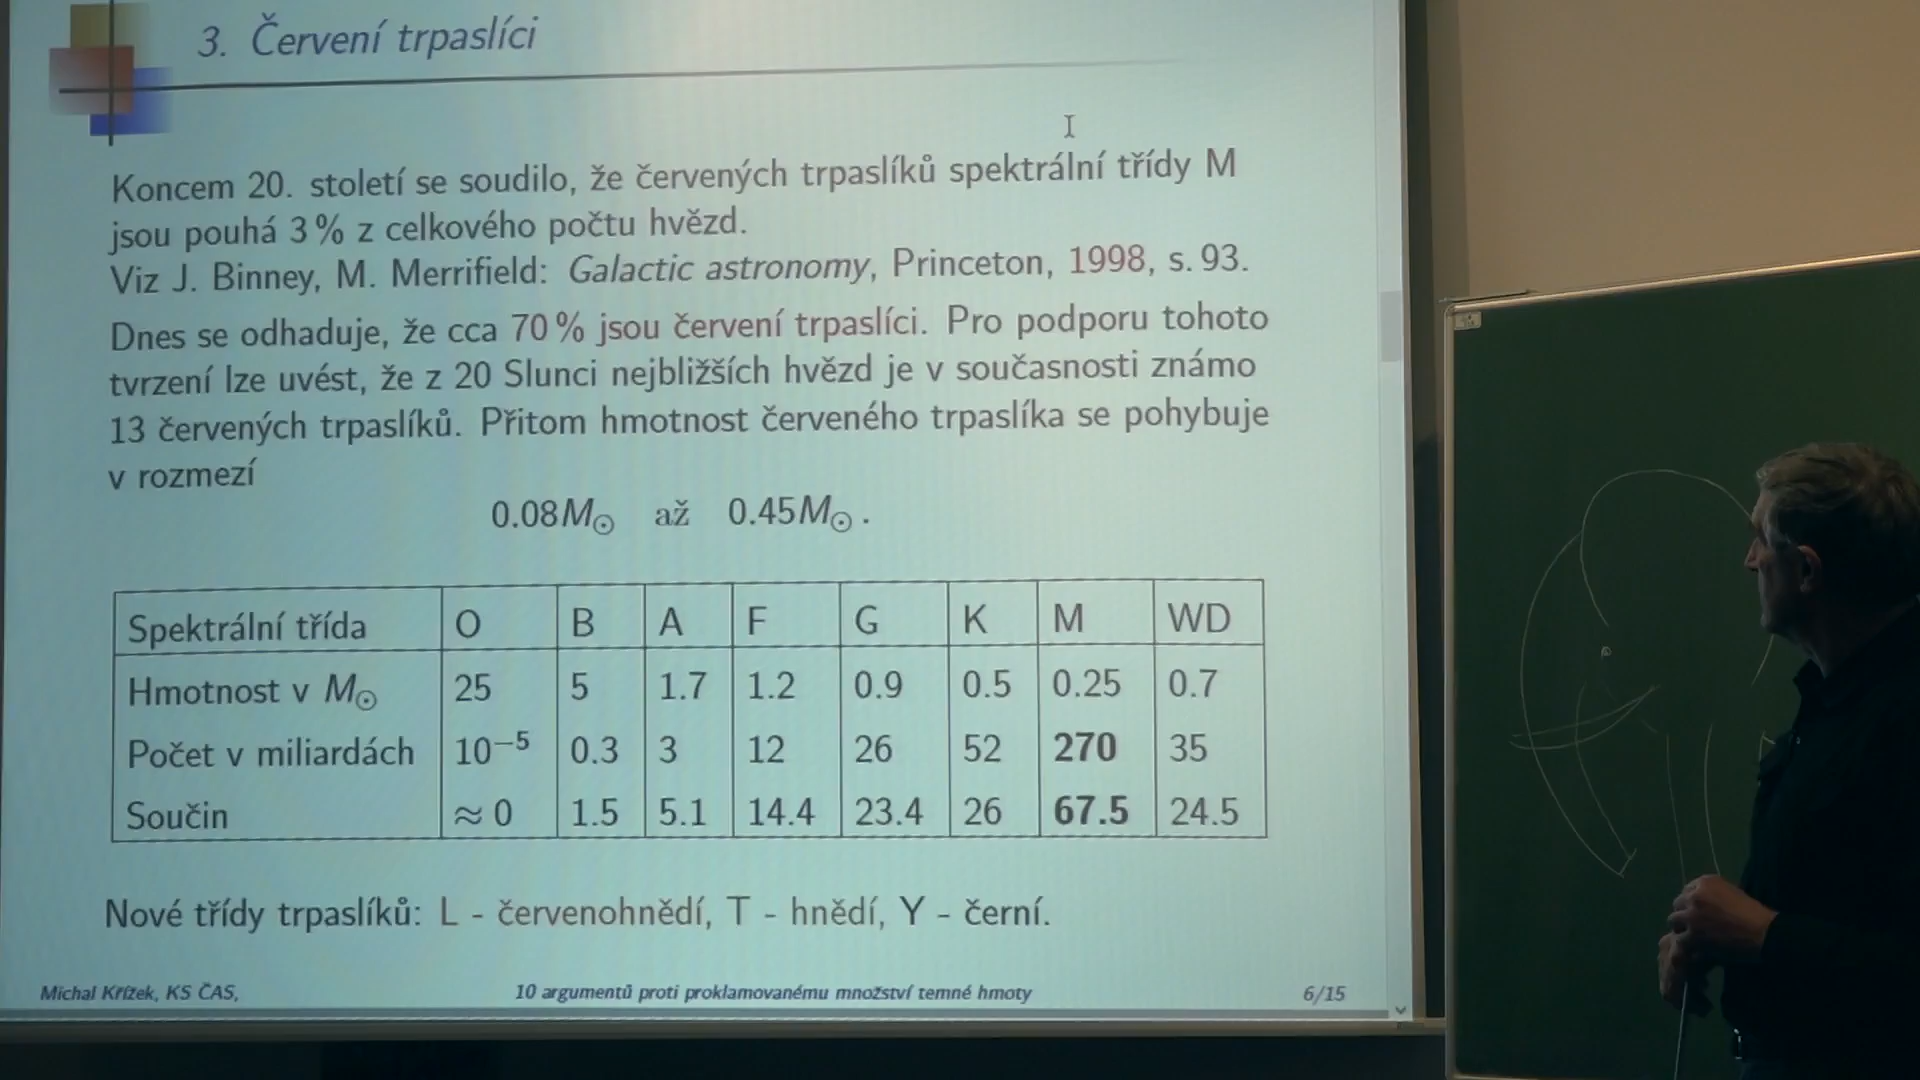 3. Červení trpaslíci
Koncem 20. století se soudilo, že červených trpaslíků spektrální třídy M
jsou pouhá 3 % z celkového počtu hvězd.
Viz J. Binney, M. Merrifield: Galactic astronomy, Princeton, 1998, s. 93.
Dnes se odhaduje, že cca 70 % jsou červení trpaslíci. Pro podporu tohoto
tvrzení lze uvést, že z 20 Slunci nejbližších hvězd je v současnosti známo
13 červených trpaslíků. Přitom hmotnost červeného trpaslíka se pohybuje
v rozmezí
0.08M⊙ až 0.45M⊙.
Spektrální třída O B A F G K M WD
Hmotnost v M⊙ 25 5 1.7 1.2 0.9 0.5 0.25 0.7
Počet v miliardách 10⁻⁵ 0.3 3 12 26 52 270 35
Součin ≈ 0 1.5 5.1 14.4 23.4 26 67.5 24.5
Nové třídy trpaslíků: L - červenohnědí, T - hnědí, Y - černí.
Michal Křížek, KS ČAS, 10 argumentů proti proklamovanému množství temné hmoty 6/15